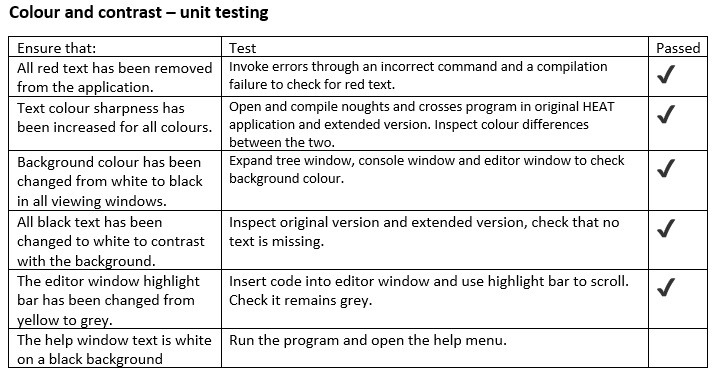 Colour and contrast – unit testing
Ensure that: Test Passed
All red text has been removed
from the application.
Invoke errors through an incorrect command and a compilation
failure to check for red text.
✓
Text colour sharpness has
been increased for all colours.
Open and compile noughts and crosses program in original HEAT
application and extended version. Inspect colour differences
between the two.
✓
Background colour has been
changed from white to black
in all viewing windows.
Expand tree window, console window and editor window to check
background colour.
✓
All black text has been
changed to white to contrast
with the background.
Inspect original version and extended version, check that no
text is missing.
✓
The editor window highlight
bar has been changed from
yellow to grey.
Insert code into editor window and use highlight bar to scroll.
Check it remains grey.
✓
The help window text is white
on a black background
Run the program and open the help menu.